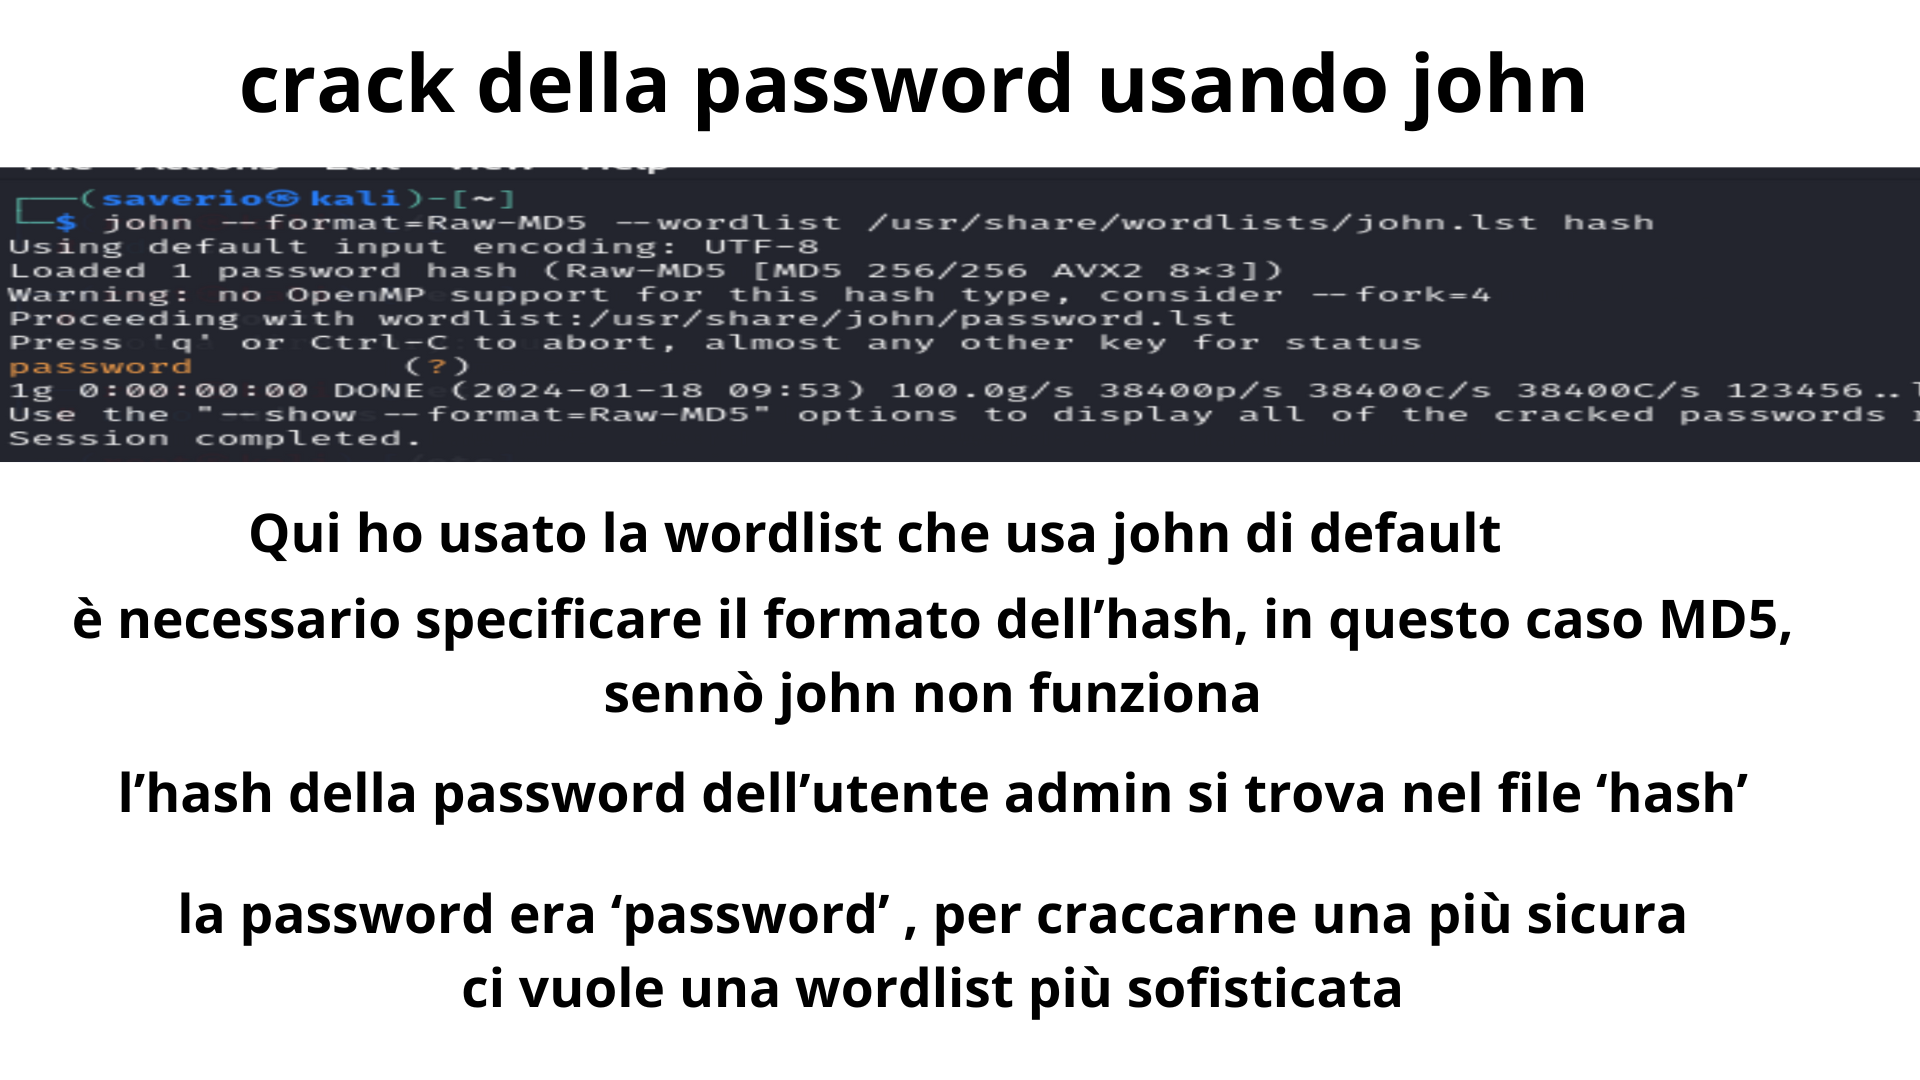 crack della password usando john
File Actions Edit View Help
(saverio㉿kali)-[~]
$ john --format=Raw-MD5 --wordlist /usr/share/wordlists/john.lst hash
Using default input encoding: UTF-8
Loaded 1 password hash (Raw-MD5 [MD5 256/256 AVX2 8×3])
Warning: no OpenMP support for this hash type, consider --fork=4
Proceeding with wordlist:/usr/share/john/password.lst
Press 'q' or Ctrl-C to abort, almost any other key for status
password (?)
1g 0:00:00:00 DONE (2024-01-18 09:53) 100.0g/s 38400p/s 38400c/s 38400C/s 123456..
Use the "--show --format=Raw-MD5" options to display all of the cracked passwords
Session completed.
Qui ho usato la wordlist che usa john di default
è necessario specificare il formato dell’hash, in questo caso MD5,
sennò john non funziona
l’hash della password dell’utente admin si trova nel file ‘hash’
la password era ‘password’ , per craccarne una più sicura
ci vuole una wordlist più sofisticata